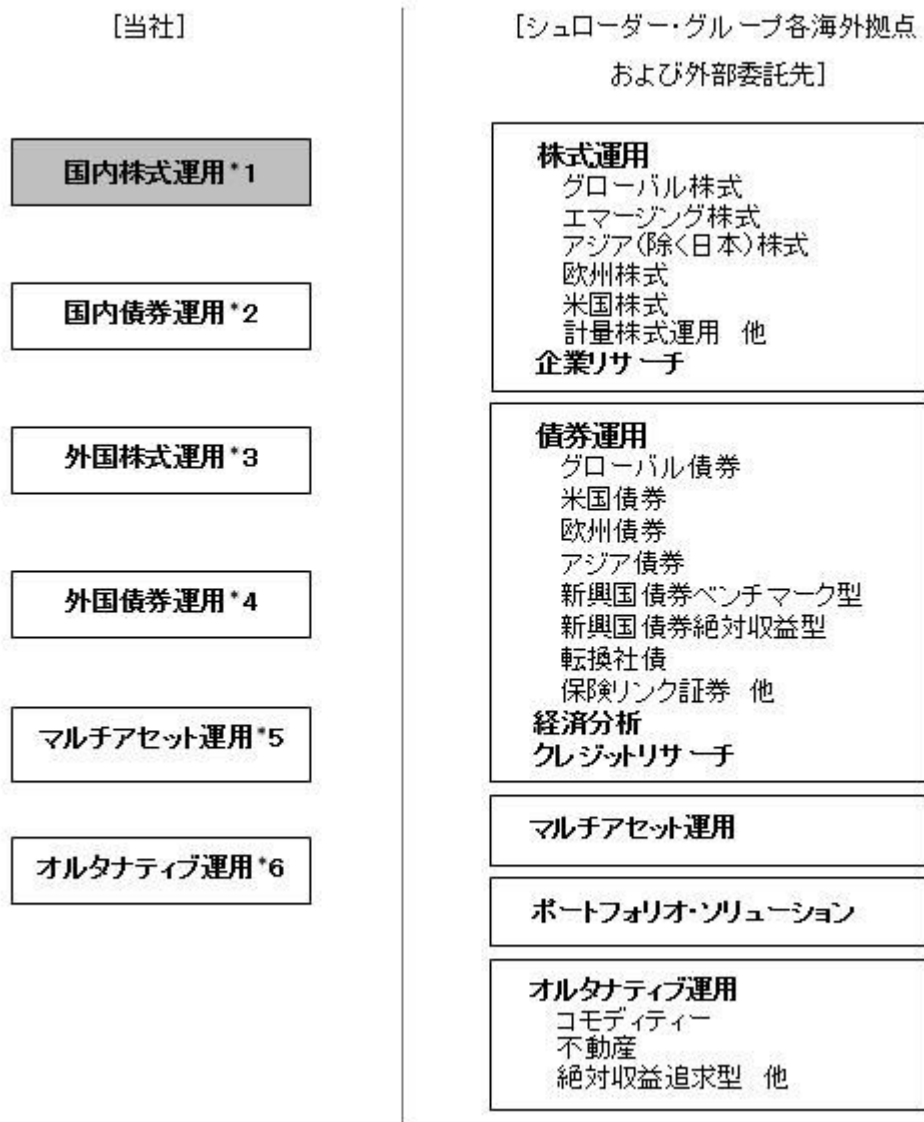 [当社]
国内株式運用*1
国内債券運用*2
外国株式運用*3
外国債券運用*4
マルチアセット運用*5
オルタナティブ運用*6
[シュローダー・グループ各海外拠点
および外部委託先]
株式運用
グローバル株式
エマージング株式
アジア(除く日本)株式
欧州株式
米国株式
計量株式運用 他
企業リサーチ
債券運用
グローバル債券
米国債券
欧州債券
アジア債券
新興国債券ベンチマーク型
新興国債券絶対収益型
転換社債
保険リンク証券 他
経済分析
クレジットリサーチ
マルチアセット運用
ポートフォリオ・ソリューション
オルタナティブ運用
コモディティー
不動産
絶対収益追求型 他